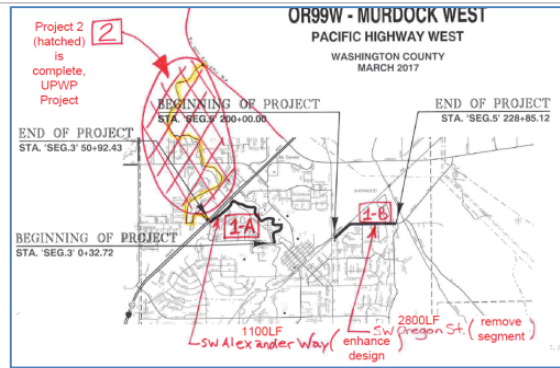 OR99W - MURDOCK WEST
PACIFIC HIGHWAY WEST
WASHINGTON COUNTY
MARCH 2017
Project 2
(hatched) is
complete,
UPWP
Project
2
BEGINNING OF PROJECT
STA. 'SEG.5' 200+00.00
END OF PROJECT
STA. 'SEG.5' 228+85.12
END OF PROJECT
STA. 'SEG.3' 50+92.43
SHERWOOD
1-A
1-B
BEGINNING OF PROJECT
STA. 'SEG.3' 0+32.72
1100LF
SW Alexander Way (
enhance
design
)
2800LF
SW Oregon St. (
remove
segment
)